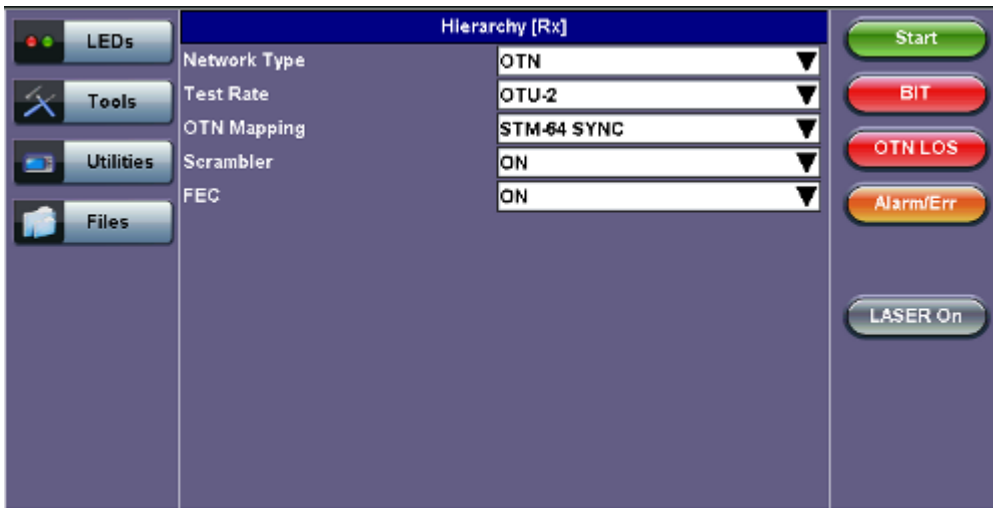 LEDs
Tools
Utilities
Files
Hierarchy [Rx]
Network Type OTN
Test Rate OTU-2
OTN Mapping STM-64 SYNC
Scrambler ON
FEC ON
Start
BIT
OTN LOS
Alarm/Err
LASER On